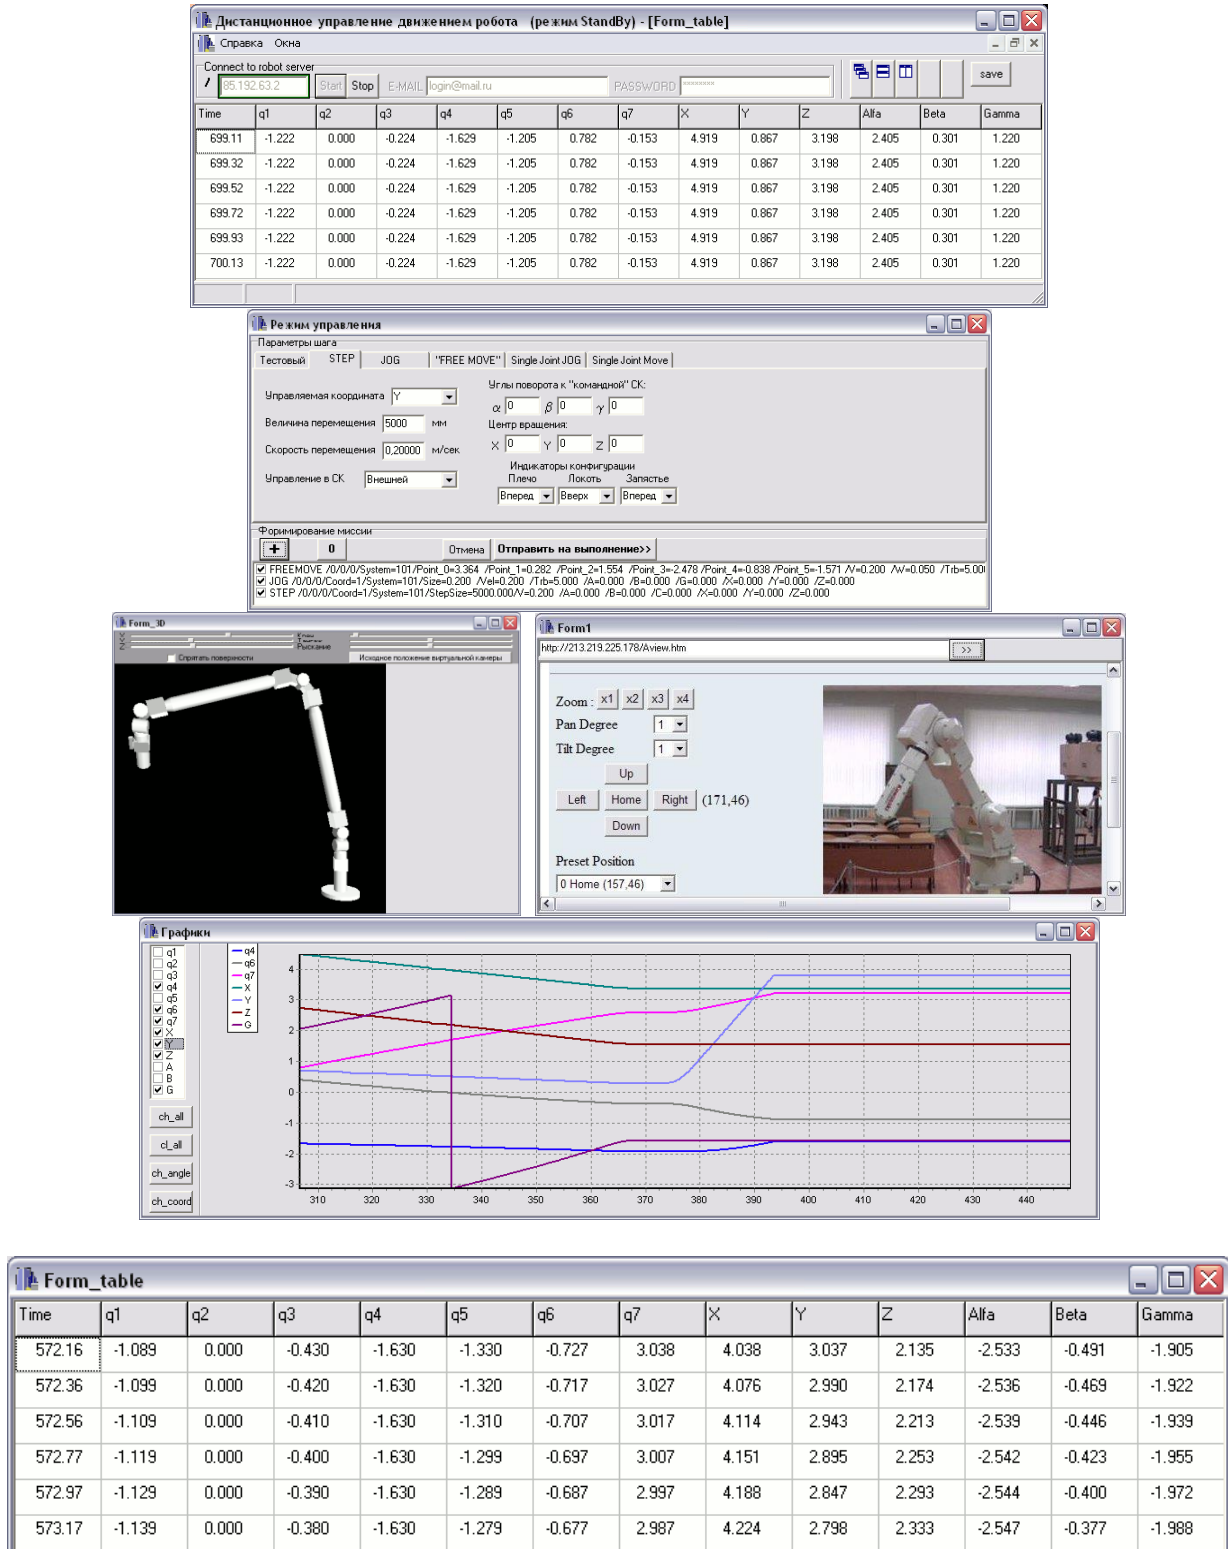 Дистанционное управление движением робота (режим StandBy) - [Form_table]
Справка Окна
Connect to robot server
85.192.63.2 Start Stop E-MAIL login@mail.ru PASSWORD ******** save
Time q1 q2 q3 q4 q5 q6 q7 X Y Z Alfa Beta Gamma
699.11 -1.222 0.000 -0.224 -1.629 -1.205 0.782 -0.153 4.919 0.867 3.198 2.405 0.301 1.220
699.32 -1.222 0.000 -0.224 -1.629 -1.205 0.782 -0.153 4.919 0.867 3.198 2.405 0.301 1.220
699.52 -1.222 0.000 -0.224 -1.629 -1.205 0.782 -0.153 4.919 0.867 3.198 2.405 0.301 1.220
699.72 -1.222 0.000 -0.224 -1.629 -1.205 0.782 -0.153 4.919 0.867 3.198 2.405 0.301 1.220
699.93 -1.222 0.000 -0.224 -1.629 -1.205 0.782 -0.153 4.919 0.867 3.198 2.405 0.301 1.220
700.13 -1.222 0.000 -0.224 -1.629 -1.205 0.782 -0.153 4.919 0.867 3.198 2.405 0.301 1.220
Режим управления
Параметры шага
Тестовый STEP JOG "FREE MOVE" Single Joint JOG Single Joint Move
Управляемая координата Y
Величина перемещения 5000 мм
Скорость перемещения 0,20000 м/сек
Управление в СК Внешней
Углы поворота к "командной" СК:
α 0 β 0 γ 0
Центр вращения:
X 0 Y 0 Z 0
Индикаторы конфигурации
Плечо Локоть Запястье
Вперед Вверх Вперед
Форимирование миссии
+ 0 Отмена Отправить на выполнение>>
FREEMOVE /0/0/0/System=101/Point_0=3.364 /Point_1=0.282 /Point_2=1.554 /Point_3=-2.478 /Point_4=-0.838 /Point_5=-1.571 /V=0.200 /W=0.050 /Trb=5.00
JOG /0/0/0/Coord=1/System=101/Size=0.200 /Vel=0.200 /Trb=5.000 /A=0.000 /B=0.000 /G=0.000 /X=0.000 /Y=0.000 /Z=0.000
STEP /0/0/0/Coord=1/System=101/StepSize=5000.000/V=0.200 /A=0.000 /B=0.000 /C=0.000 /X=0.000 /Y=0.000 /Z=0.000
Form_3D
Рыскание
Спрятать поверхности Исходное положение виртуальной камеры
Form1
http://213.219.225.178/Aview.htm >>
Zoom : x1 x2 x3 x4
Pan Degree 1
Tilt Degree 1
Up
Left Home Right (171,46)
Down
Preset Position
0 Home (157,46)
Графики
q1
q2
q3
q4
q5
q6
q7
X
Y
Z
A
B
G
ch_all
cl_all
ch_angle
ch_coord
q4
q6
q7
X
Y
Z
G
4
3
2
1
0
-1
-2
-3
310 320 330 340 350 360 370 380 390 400 410 420 430 440
Form_table
Time q1 q2 q3 q4 q5 q6 q7 X Y Z Alfa Beta Gamma
572.16 -1.089 0.000 -0.430 -1.630 -1.330 -0.727 3.038 4.038 3.037 2.135 -2.533 -0.491 -1.905
572.36 -1.099 0.000 -0.420 -1.630 -1.320 -0.717 3.027 4.076 2.990 2.174 -2.536 -0.469 -1.922
572.56 -1.109 0.000 -0.410 -1.630 -1.310 -0.707 3.017 4.114 2.943 2.213 -2.539 -0.446 -1.939
572.77 -1.119 0.000 -0.400 -1.630 -1.299 -0.697 3.007 4.151 2.895 2.253 -2.542 -0.423 -1.955
572.97 -1.129 0.000 -0.390 -1.630 -1.289 -0.687 2.997 4.188 2.847 2.293 -2.544 -0.400 -1.972
573.17 -1.139 0.000 -0.380 -1.630 -1.279 -0.677 2.987 4.224 2.798 2.333 -2.547 -0.377 -1.988